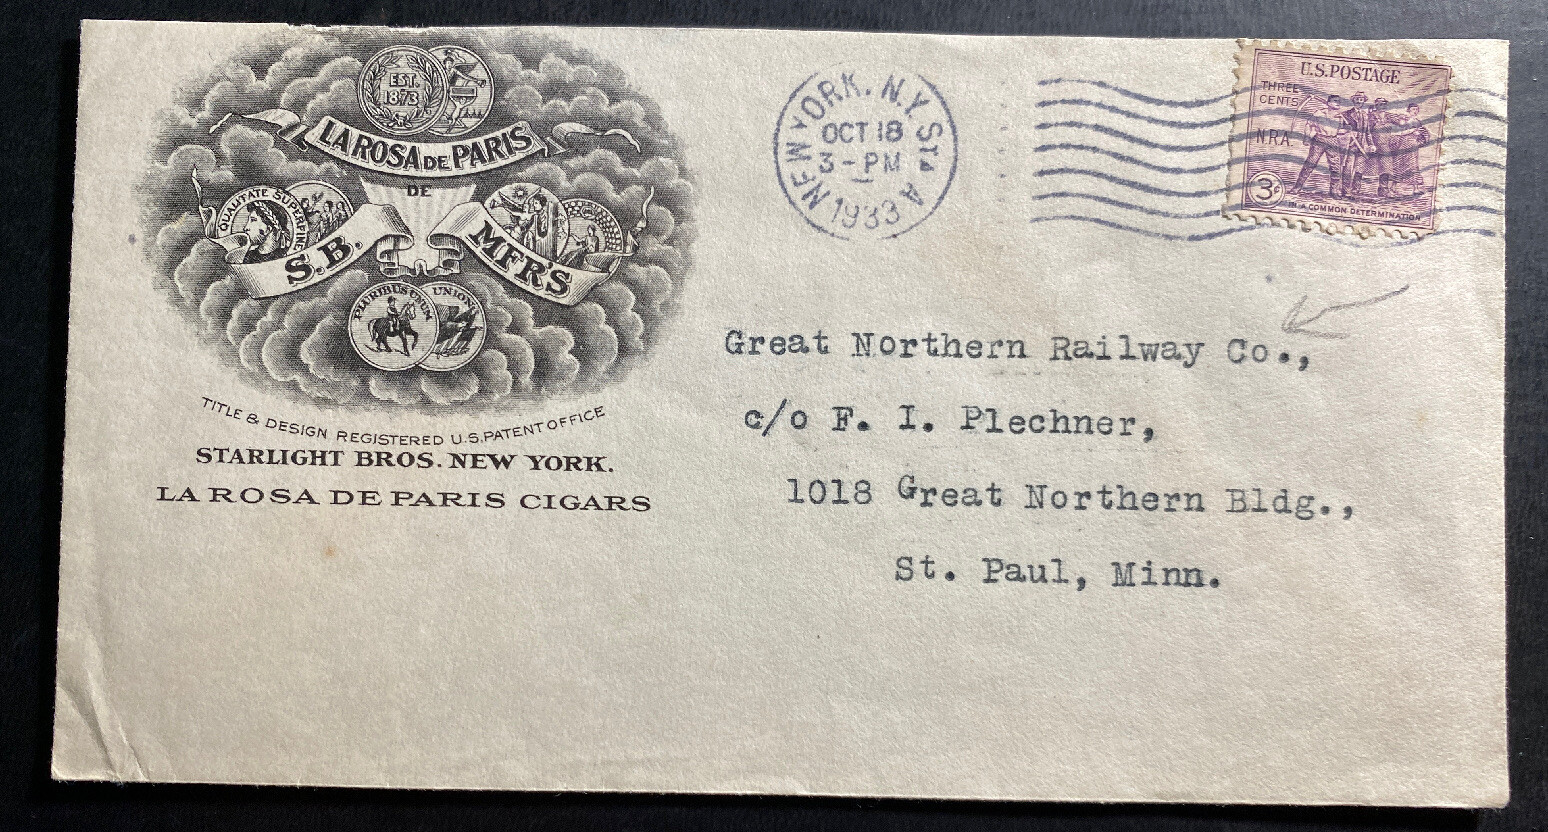 EST.
1873
LA ROSA DE PARIS
DE
QUALITATE SUPERFINE
S.B.
MFR'S
PLURIBUS UNUM
UNION
TITLE & DESIGN REGISTERED U.S. PATENT OFFICE
STARLIGHT BROS. NEW YORK.
LA ROSA DE PARIS CIGARS
NEW YORK, N.Y. STA A
OCT 18
3-PM
1933
U.S. POSTAGE
THREE
CENTS
N.R.A.
3¢
IN A COMMON DETERMINATION
Great Northern Railway Co.,
c/o F. I. Plechner,
1018 Great Northern Bldg.,
St. Paul, Minn.